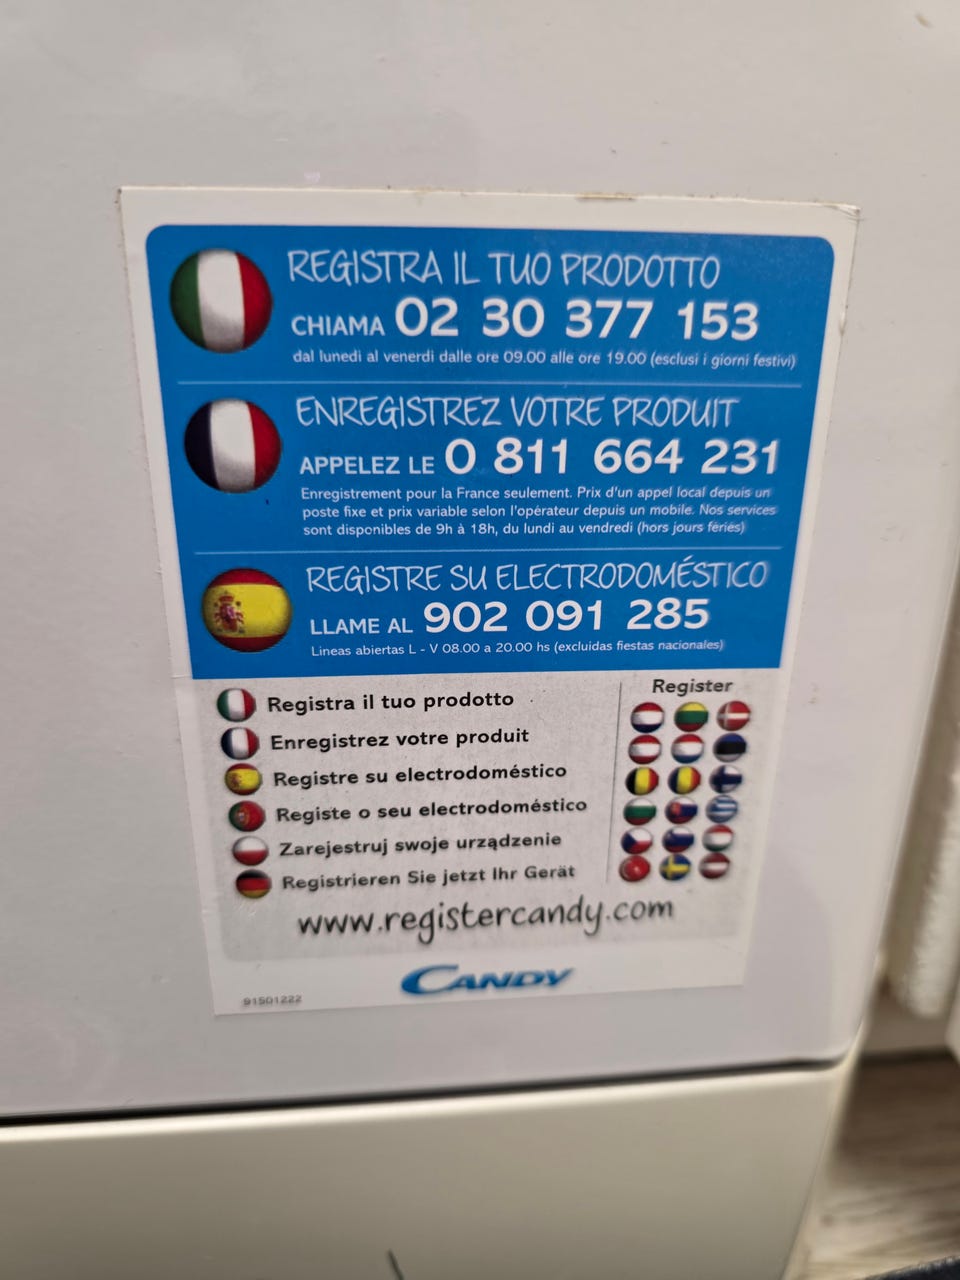 REGISTRA IL TUO PRODOTTO
CHIAMA 02 30 377 153
dal lunedì al venerdì dalle ore 09.00 alle ore 19.00 (esclusi i giorni festivi)
ENREGISTREZ VOTRE PRODUIT
APPELEZ LE 0 811 664 231
Enregistrement pour la France seulement. Prix d'un appel local depuis un
poste fixe et prix variable selon l'opérateur depuis un mobile. Nos services
sont disponibles de 9h à 18h, du lundi au vendredi (hors jours fériés)
REGISTRE SU ELECTRODOMÉSTICO
LLAME AL 902 091 285
Lineas abiertas L - V 08.00 a 20.00 hs (excluidas fiestas nacionales)
Registra il tuo prodotto
Enregistrez votre produit
Registre su electrodoméstico
Registe o seu electrodoméstico
Zarejestruj swoje urządzenie
Registrieren Sie jetzt Ihr Gerät
Register
www.registercandy.com
CANDY
91501222